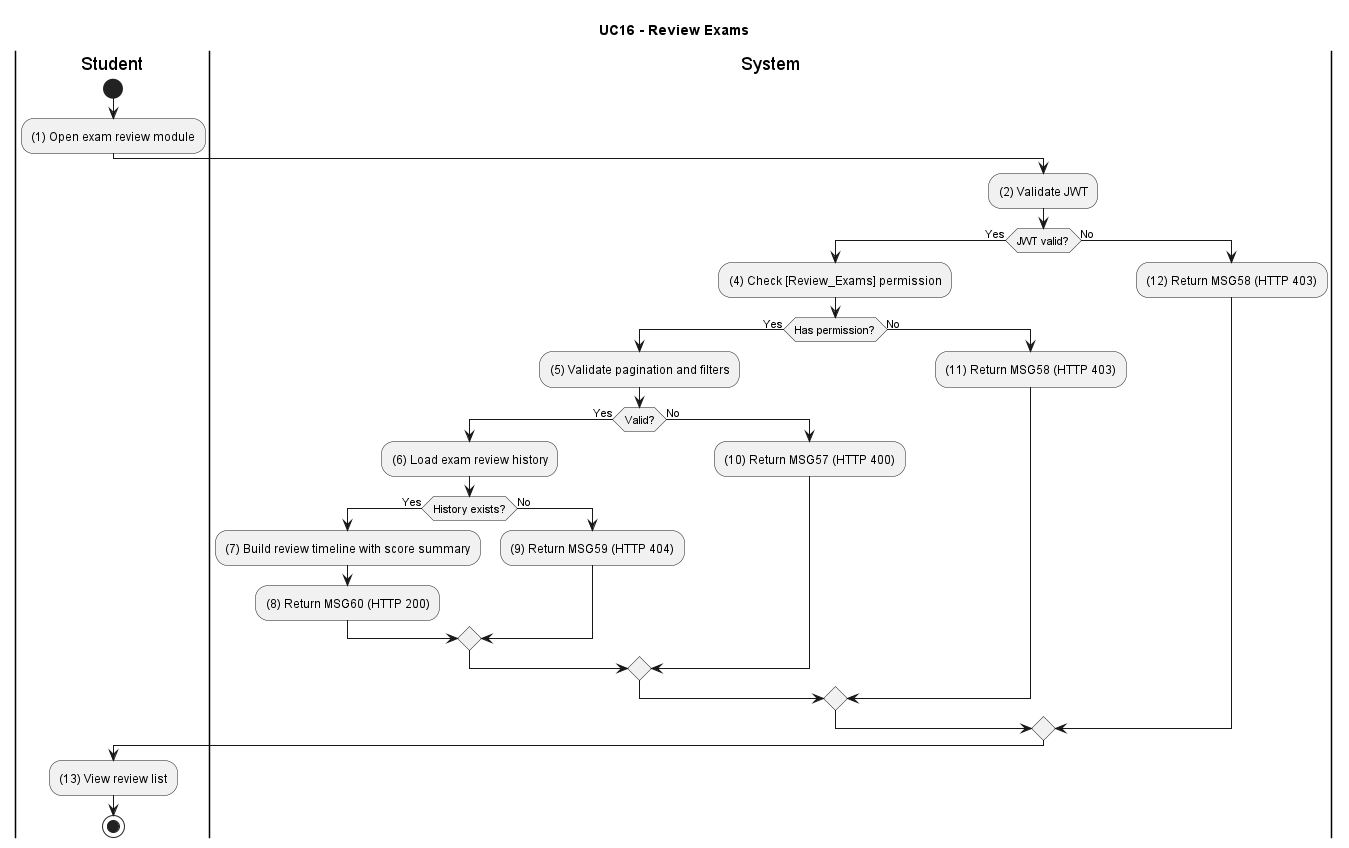 UC16 - Review Exams
Student
System
(1) Open exam review module
(2) Validate JWT
JWT valid?
Yes
No
(4) Check [Review_Exams] permission
(12) Return MSG58 (HTTP 403)
Has permission?
Yes
No
(5) Validate pagination and filters
(11) Return MSG58 (HTTP 403)
Valid?
Yes
No
(6) Load exam review history
(10) Return MSG57 (HTTP 400)
History exists?
Yes
No
(7) Build review timeline with score summary
(9) Return MSG59 (HTTP 404)
(8) Return MSG60 (HTTP 200)
(13) View review list